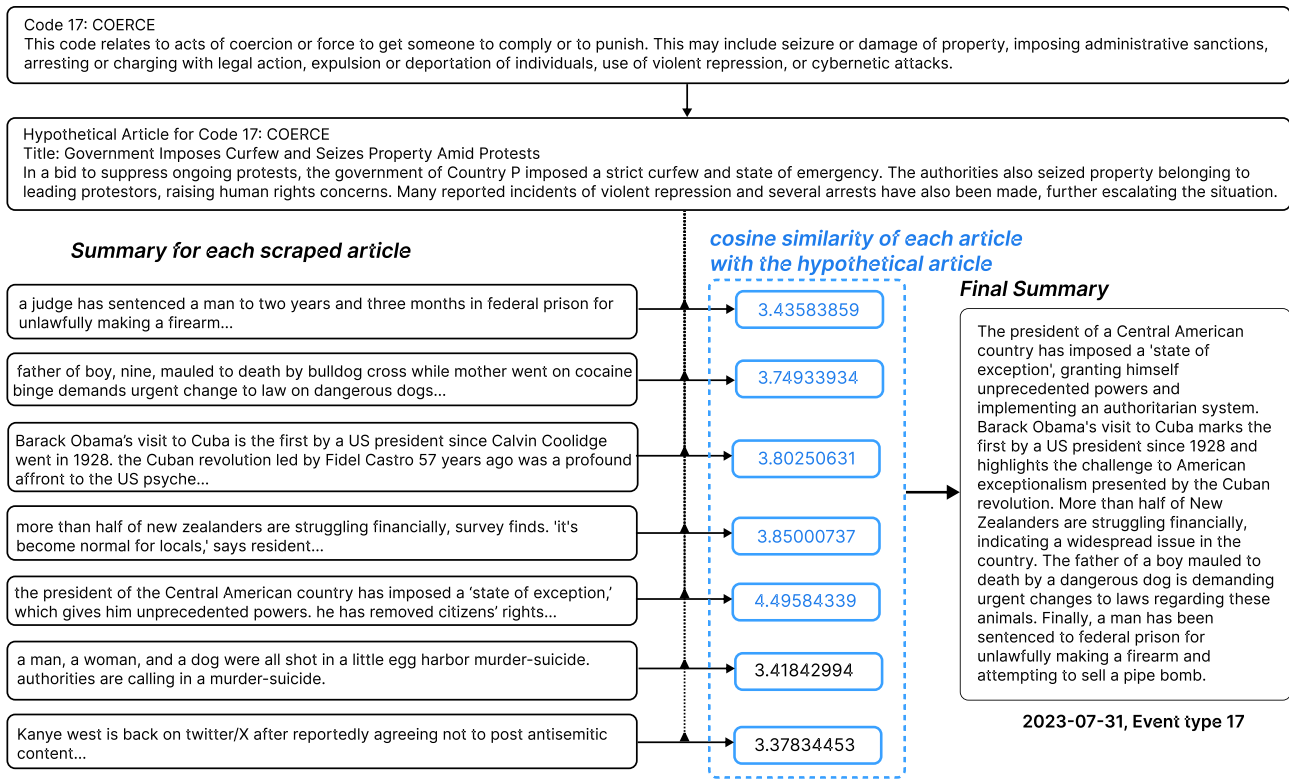 Code 17: COERCE
This code relates to acts of coercion or force to get someone to comply or to punish. This may include seizure or damage of property, imposing administrative sanctions,
arresting or charging with legal action, expulsion or deportation of individuals, use of violent repression, or cybernetic attacks.
Hypothetical Article for Code 17: COERCE
Title: Government Imposes Curfew and Seizes Property Amid Protests
In a bid to suppress ongoing protests, the government of Country P imposed a strict curfew and state of emergency. The authorities also seized property belonging to
leading protestors, raising human rights concerns. Many reported incidents of violent repression and several arrests have also been made, further escalating the situation.
Summary for each scraped article
cosine similarity of each article
with the hypothetical article
a judge has sentenced a man to two years and three months in federal prison for
unlawfully making a firearm...
3.43583859
father of boy, nine, mauled to death by bulldog cross while mother went on cocaine
binge demands urgent change to law on dangerous dogs...
3.74933934
Barack Obama's visit to Cuba is the first by a US president since Calvin Coolidge
went in 1928. the Cuban revolution led by Fidel Castro 57 years ago was a profound
affront to the US psyche...
3.80250631
more than half of new zealanders are struggling financially, survey finds. 'it's
become normal for locals,' says resident...
3.85000737
the president of the Central American country has imposed a ‘state of exception,’
which gives him unprecedented powers. he has removed citizens’ rights...
4.49584339
a man, a woman, and a dog were all shot in a little egg harbor murder-suicide.
authorities are calling in a murder-suicide.
3.41842994
Kanye west is back on twitter/X after reportedly agreeing not to post antisemitic
content...
3.37834453
Final Summary
The president of a Central American
country has imposed a 'state of
exception', granting himself
unprecedented powers and
implementing an authoritarian system.
Barack Obama's visit to Cuba marks the
first by a US president since 1928 and
highlights the challenge to American
exceptionalism presented by the Cuban
revolution. More than half of New
Zealanders are struggling financially,
indicating a widespread issue in the
country. The father of a boy mauled to
death by a dangerous dog is demanding
urgent changes to laws regarding these
animals. Finally, a man has been
sentenced to federal prison for
unlawfully making a firearm and
attempting to sell a pipe bomb.
2023-07-31, Event type 17